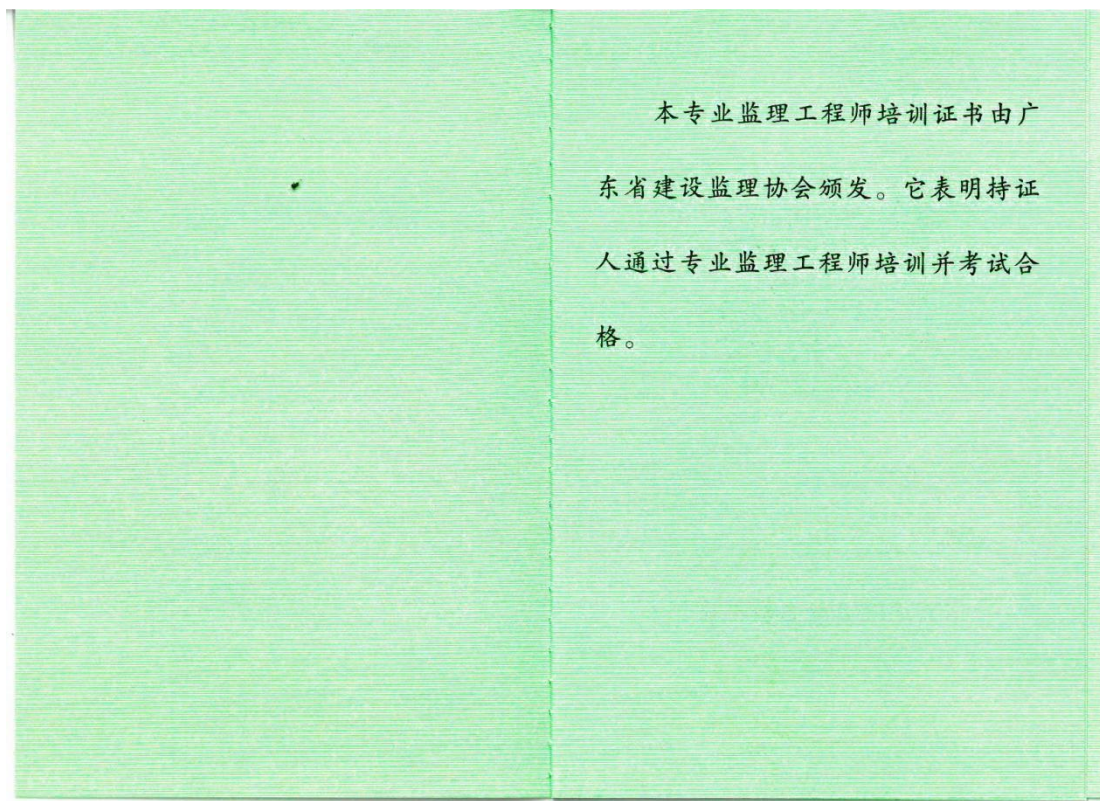 本专业监理工程师培训证书由广
东省建设监理协会颁发。它表明持证
人通过专业监理工程师培训并考试合
格。